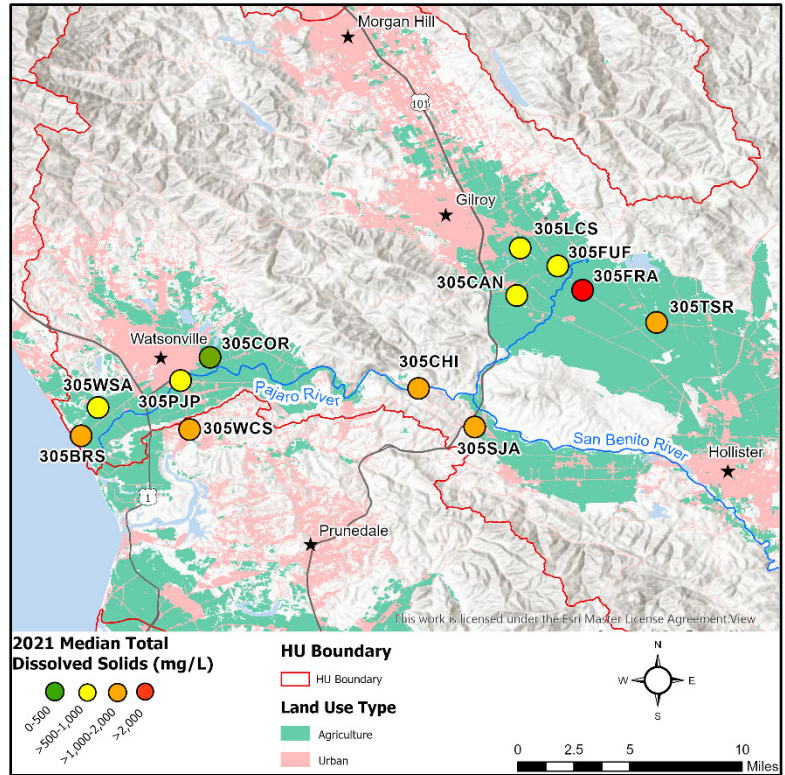 Morgan Hill
101
Gilroy
305LCS
305FUF
305FRA
305CAN
305TSR
Watsonville
305COR
305WSA
305PJP
305CHI
Pajaro River
305WCS
305BRS
305SJA
San Benito River
Hollister
1
Prunedale
This work is licensed under the Esri Master License Agreement.View
2021 Median Total
Dissolved Solids (mg/L)
0-500
>500-1,000
>1,000-2,000
>2,000
HU Boundary
HU Boundary
Land Use Type
Agriculture
Urban
N
W
E
S
0 2.5 5 10
Miles